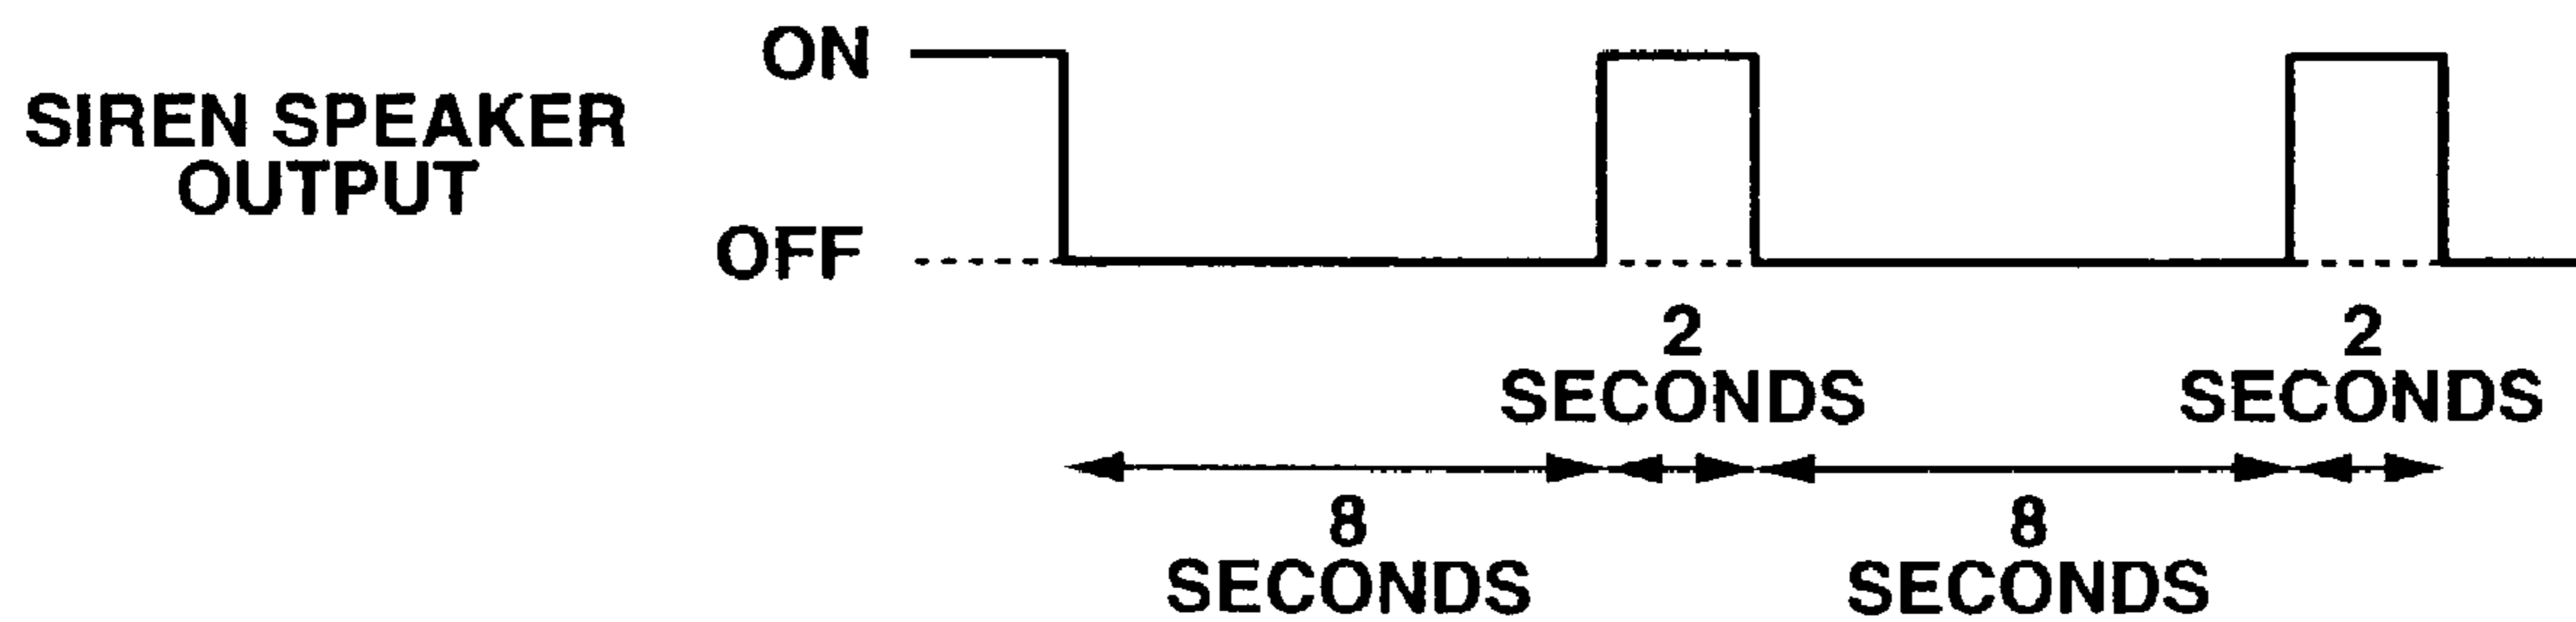 SIREN SPEAKER
OUTPUT
ON
OFF
2
SECONDS
2
SECONDS
8
SECONDS
8
SECONDS